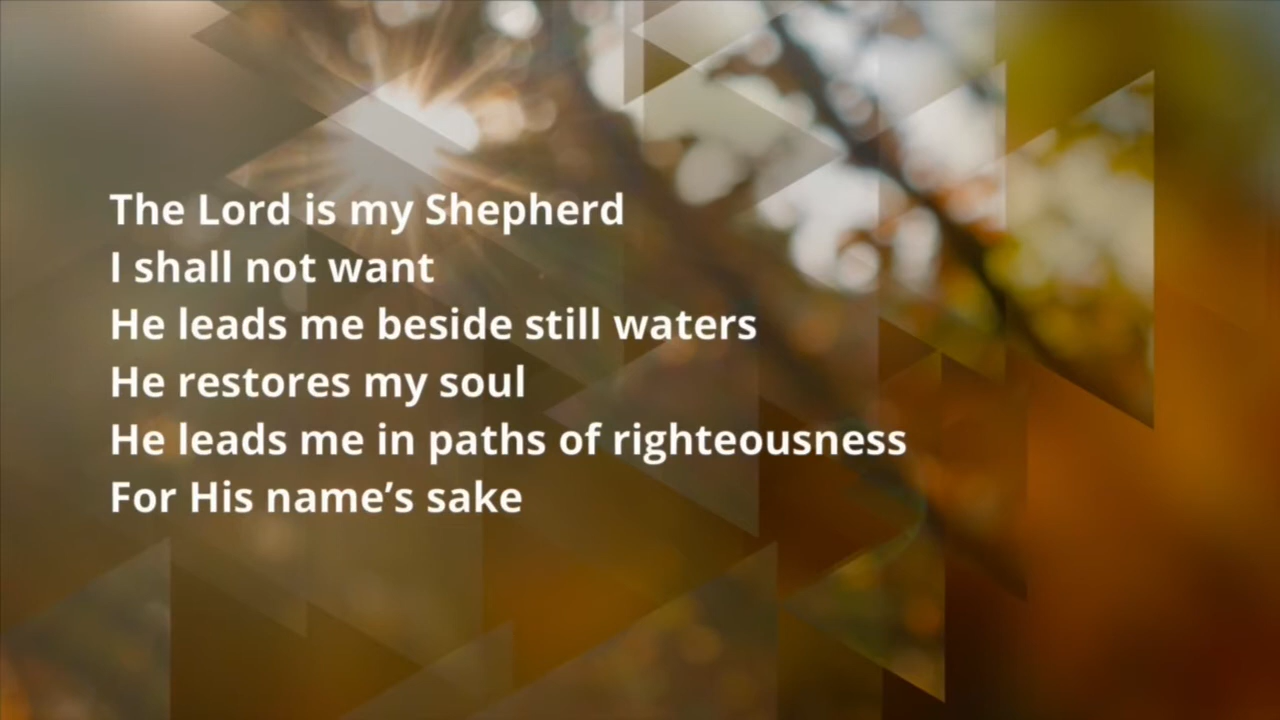 The Lord is my Shepherd
I shall not want
He leads me beside still waters
He restores my soul
He leads me in paths of righteousness
For His name’s sake